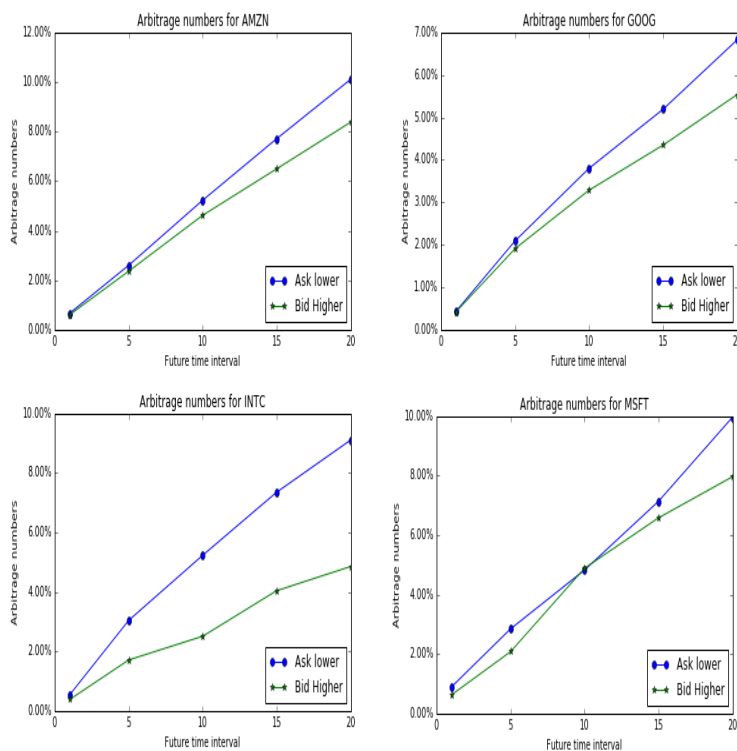 Arbitrage numbers for AMZN
12.00%
10.00%
8.00%
6.00%
4.00%
2.00%
0.00%
Arbitrage numbers
Ask lower
Bid Higher
0 5 10 15 20
Future time interval
Arbitrage numbers for GOOG
7.00%
6.00%
5.00%
4.00%
3.00%
2.00%
1.00%
0.00%
Arbitrage numbers
Ask lower
Bid Higher
0 5 10 15 20
Future time interval
Arbitrage numbers for INTC
10.00%
8.00%
6.00%
4.00%
2.00%
0.00%
Arbitrage numbers
Ask lower
Bid Higher
0 5 10 15 20
Future time interval
Arbitrage numbers for MSFT
10.00%
8.00%
6.00%
4.00%
2.00%
0.00%
Arbitrage numbers
Ask lower
Bid Higher
0 5 10 15 20
Future time interval